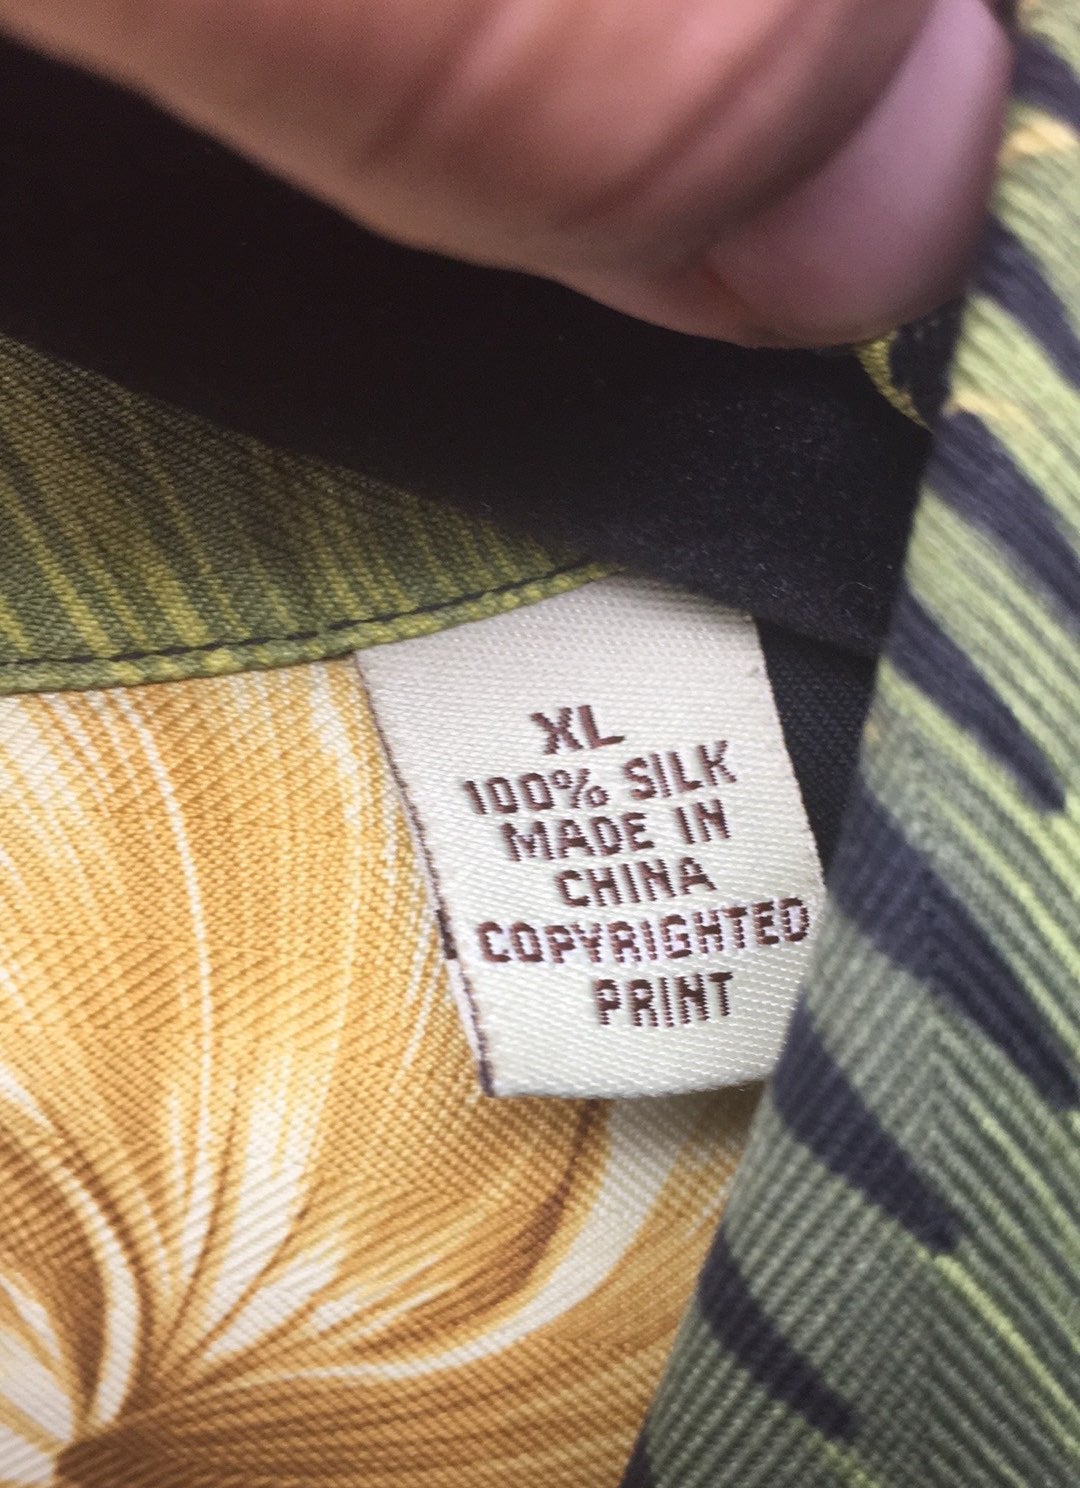 XL
100% SILK
MADE IN
CHINA
COPYRIGHTED
PRINT